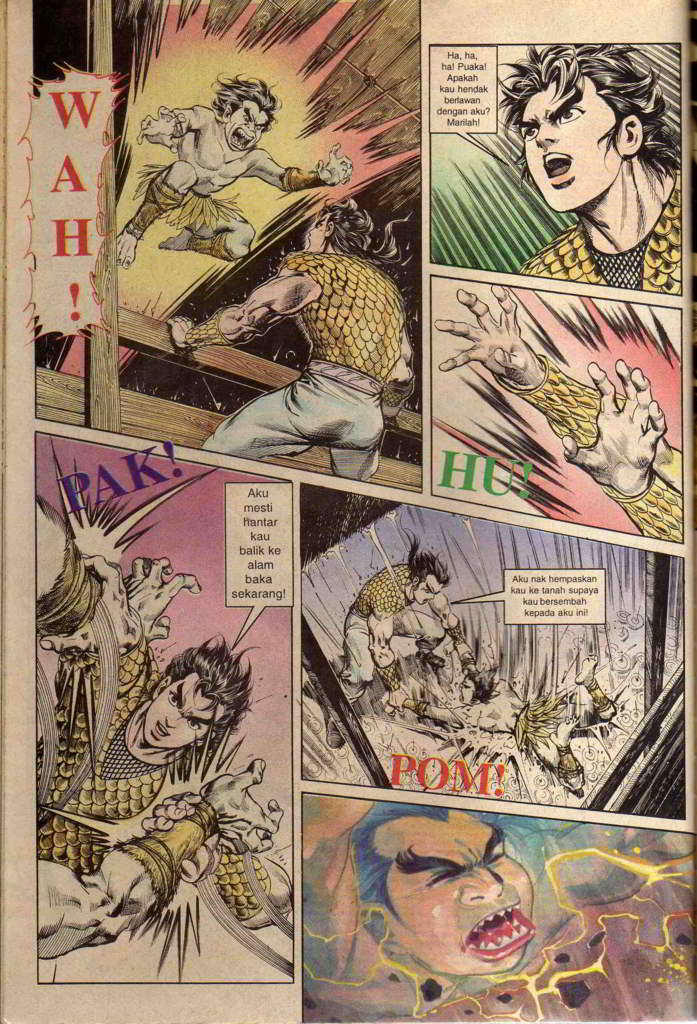 WAH!
Ha, ha,
ha! Puaka!
Apakah
kau hendak
berlawan
dengan aku?
Marilah!
HU!
PAK!
Aku
mesti
hantar
kau
balik ke
alam
baka
sekarang!
Aku nak hempaskan
kau ke tanah supaya
kau bersembah
kepada aku ini!
POM!